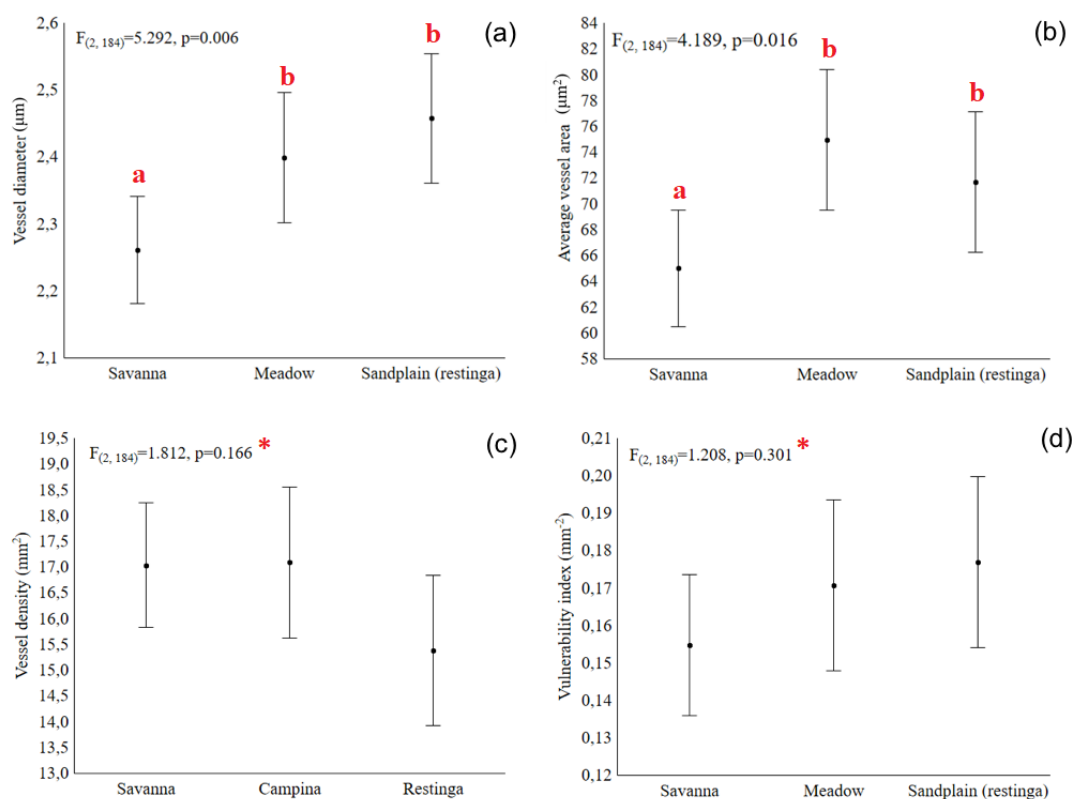 (a)
F(2, 184)=5.292, p=0.006
Vessel diameter (μm)
2,6
2,5
2,4
2,3
2,2
2,1
a
b
b
Savanna Meadow Sandplain (restinga)
(b)
F(2, 184)=4.189, p=0.016
Average vessel area (μm²)
84
82
80
78
76
74
72
70
68
66
64
62
60
58
a
b
b
Savanna Meadow Sandplain (restinga)
(c)
F(2, 184)=1.812, p=0.166 *
Vessel density (mm²)
19,5
19,0
18,5
18,0
17,5
17,0
16,5
16,0
15,5
15,0
14,5
14,0
13,5
13,0
Savanna Campina Restinga
(d)
F(2, 184)=1.208, p=0.301 *
Vulnerability index (mm⁻²)
0,21
0,20
0,19
0,18
0,17
0,16
0,15
0,14
0,13
0,12
Savanna Meadow Sandplain (restinga)